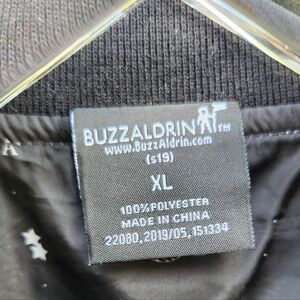 BUZZALDRIN TM
www.BuzzAldrin.com
(s19)
XL
100%POLYESTER
MADE IN CHINA
22080,2019/05,151334